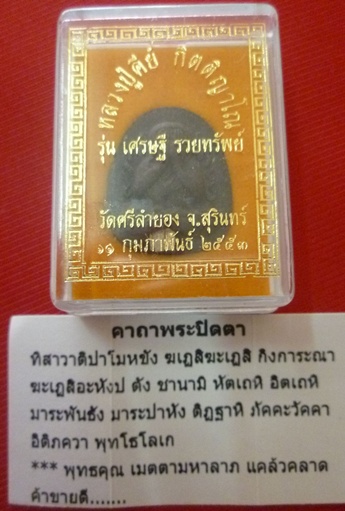 หลวงปู่คีย์ กิตติญาโณ
รุ่น เศรษฐี รวยทรัพย์
วัดศรีลำยอง จ.สุรินทร์
๑๑ กุมภาพันธ์ ๒๕๕๓
คาถาพระปิดตา
ทิสาวาติปาโมทขัง ฆเฏสิฆะเฏสิ กิงการะณา
ฆะเฏสิอะหังป ตัง ชานามิ หัตเถหิ อิตเถหิ
มาระพันธัง มาระปาหัง ติฏฐาหิ ภัคคะวัคคา
อิติภควา พุทโธโลเก
*** พุทธคุณ เมตตามหาลาภ แคล้วคลาด
ค้าขายดี.......